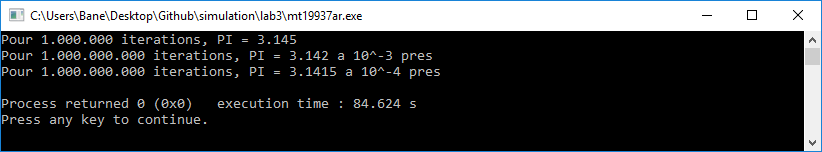 C:\Users\Bane\Desktop\Github\simulation\lab3\mt19937ar.exe
Pour 1.000.000 iterations, PI = 3.145
Pour 1.000.000.000 iterations, PI = 3.142 a 10^-3 pres
Pour 1.000.000.000 iterations, PI = 3.1415 a 10^-4 pres
Process returned 0 (0x0)   execution time : 84.624 s
Press any key to continue.